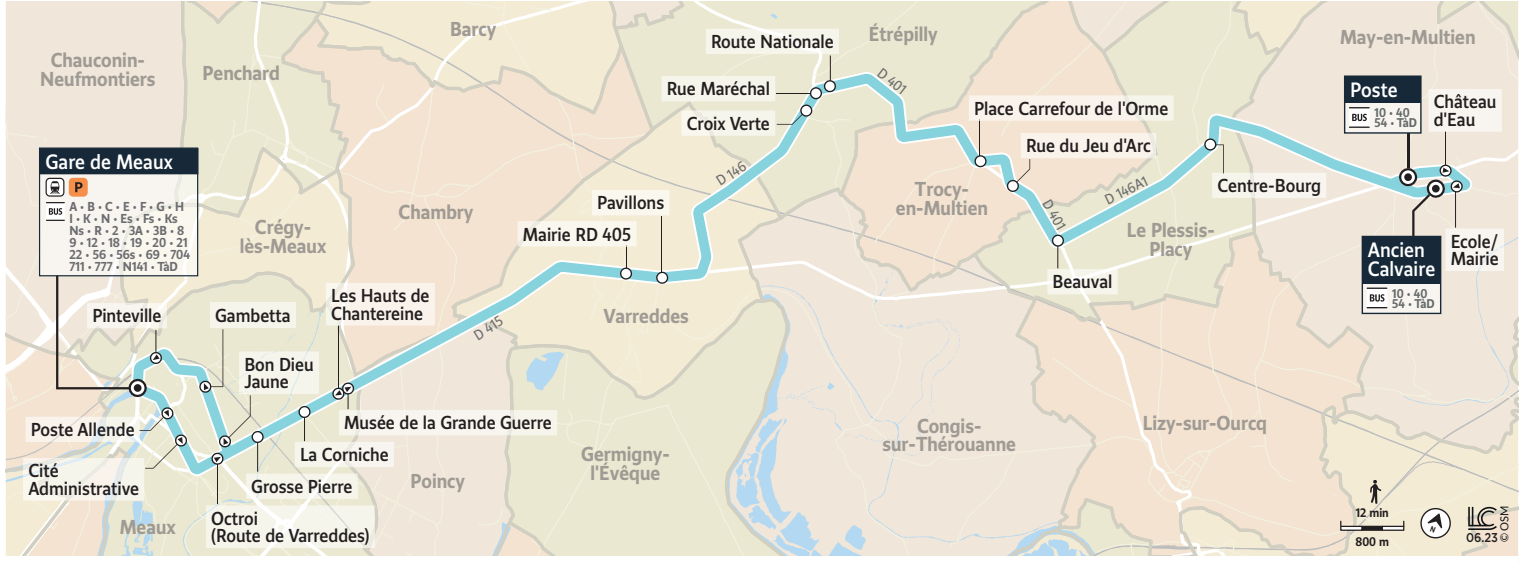 Chauconin-
Neufmontiers
Penchard
Barcy
Étrépilly
May-en-Multien
Route Nationale
Rue Maréchal
Croix Verte
D 401
Place Carrefour de l'Orme
Rue du Jeu d'Arc
Poste
BUS
10 • 40
54 • TàD
Château
d'Eau
Gare de Meaux
P
BUS
A • B • C • E • F • G • H
I • K • N • Es • Fs • Ks
Ns • R • 2 • 3A • 3B • 8
9 • 12 • 18 • 19 • 20 • 21
22 • 56 • 56s • 69 • 704
711 • 777 • N141 • TàD
Crégy-
lès-Meaux
Chambry
D 146
Pavillons
Mairie RD 405
Trocy-
en-Multien
D 401
D 146A1
Centre-Bourg
Le Plessis-
Placy
Beauval
Ancien
Calvaire
BUS
10 • 40
54 • TàD
Ecole/
Mairie
Pinteville
Gambetta
Les Hauts de
Chantereine
D 415
Varreddes
Bon Dieu
Jaune
Poste Allende
Cité
Administrative
Musée de la Grande Guerre
La Corniche
Grosse Pierre
Octroi
(Route de Varreddes)
Meaux
Poincy
Germigny-
l'Évêque
Congis-
sur-Thérouanne
Lizy-sur-Ourcq
12 min
800 m
LC
06.23 © OSM